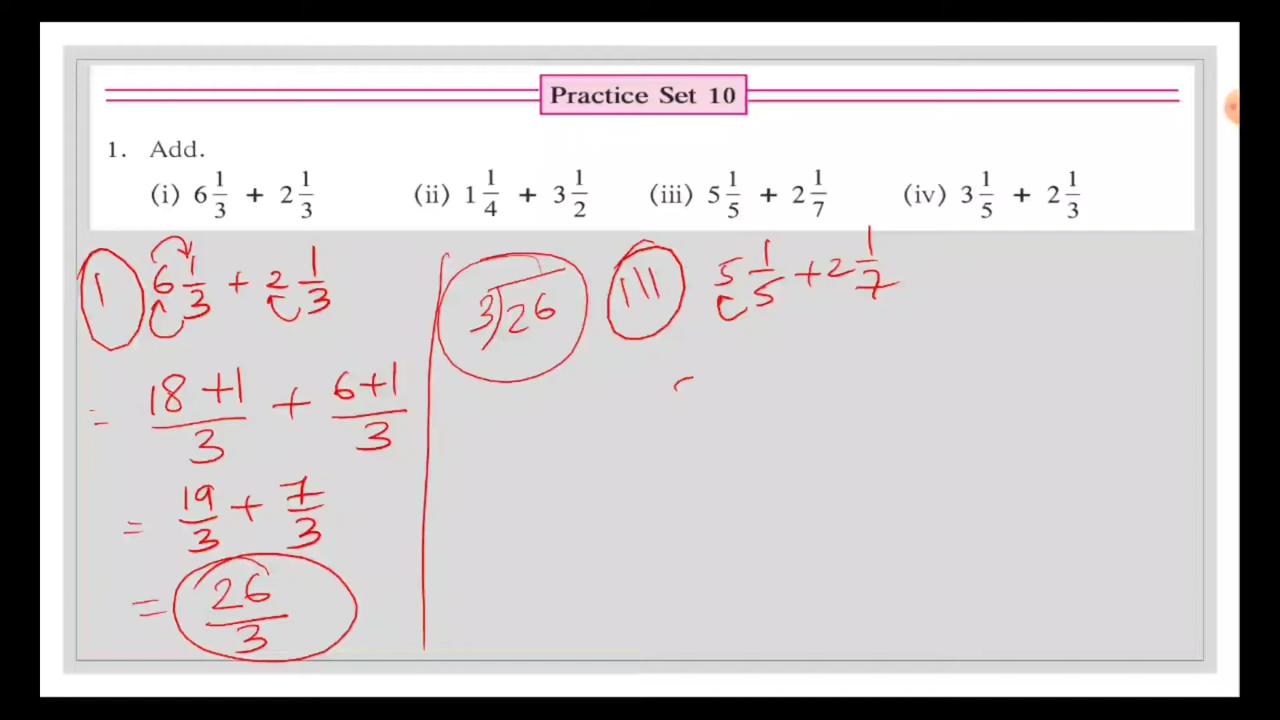 Practice Set 10
1. Add.
(i) 6 1/3 + 2 1/3 (ii) 1 1/4 + 3 1/2 (iii) 5 1/5 + 2 1/7 (iv) 3 1/5 + 2 1/3
I 6 1/3 + 2 1/3
= 18+1/3 + 6+1/3
= 19/3 + 7/3
= 26/3
3)26
III 5 1/5 + 2 1/7